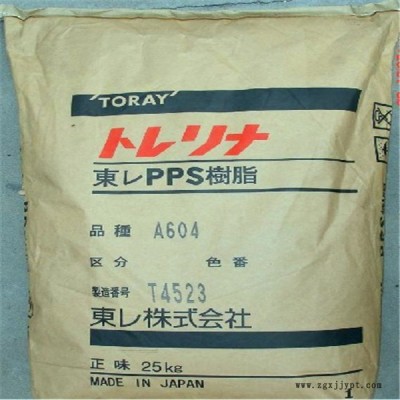 TORAY
トレリナ
東レPPS樹脂
品種 A604
区分 色番
製造番号 T4523
東レ株式会社
正味 25kg
MADE IN JAPAN
1
www.zgxjjypt.com